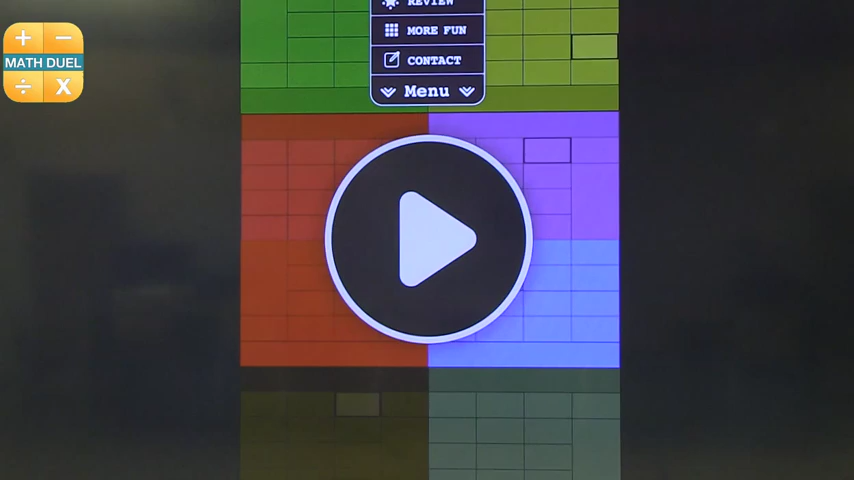 + −
MATH DUEL
÷ X
REVIEW
MORE FUN
CONTACT
Menu